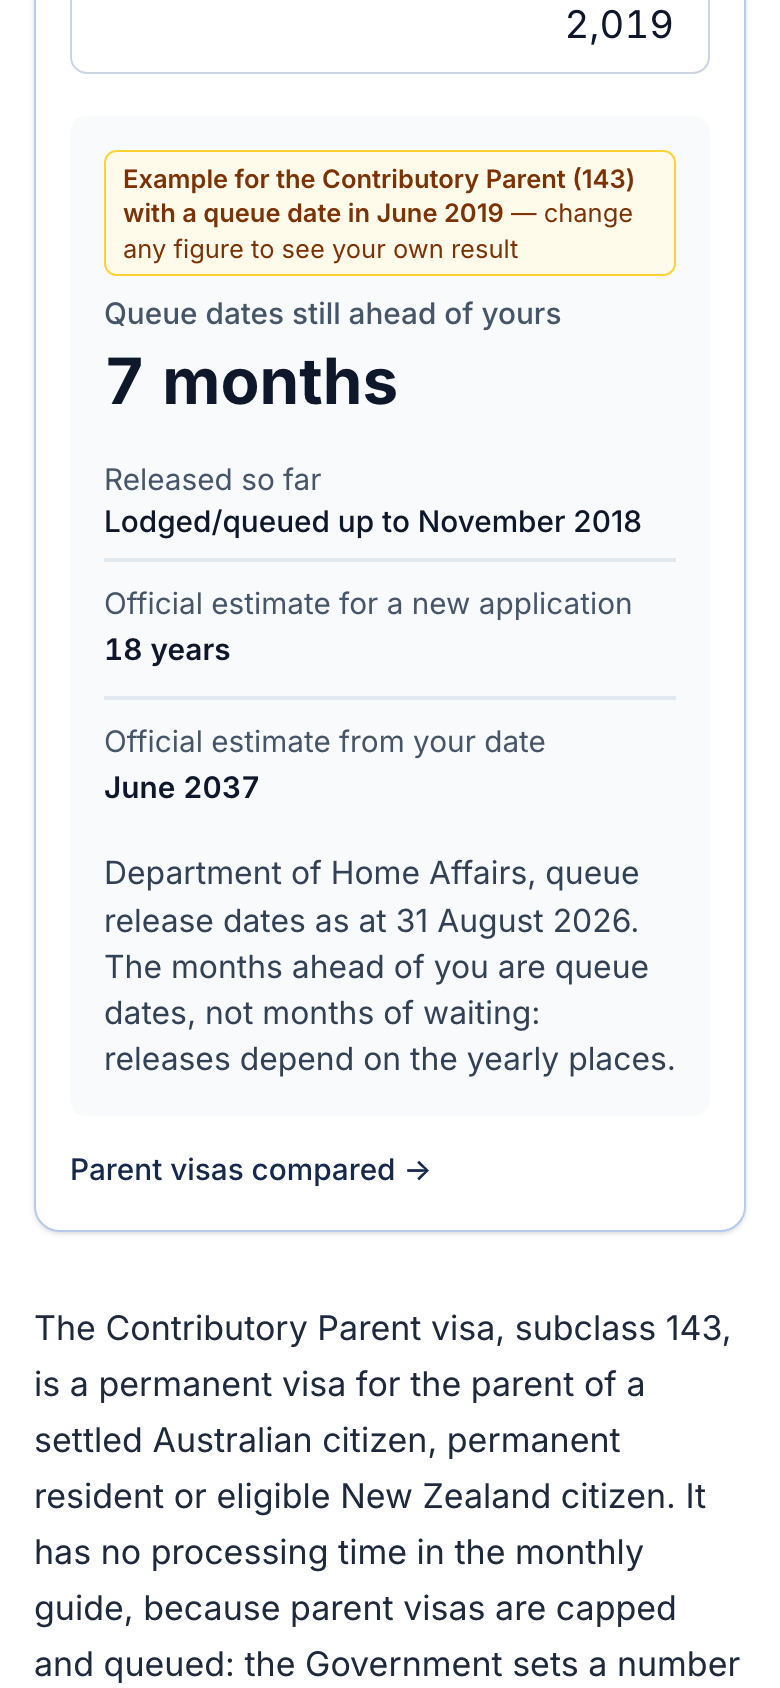 2,019
Example for the Contributory Parent (143)
with a queue date in June 2019 — change
any figure to see your own result
Queue dates still ahead of yours
7 months
Released so far
Lodged/queued up to November 2018
Official estimate for a new application
18 years
Official estimate from your date
June 2037
Department of Home Affairs, queue
release dates as at 31 August 2026.
The months ahead of you are queue
dates, not months of waiting:
releases depend on the yearly places.
Parent visas compared →
The Contributory Parent visa, subclass 143,
is a permanent visa for the parent of a
settled Australian citizen, permanent
resident or eligible New Zealand citizen. It
has no processing time in the monthly
guide, because parent visas are capped
and queued: the Government sets a number